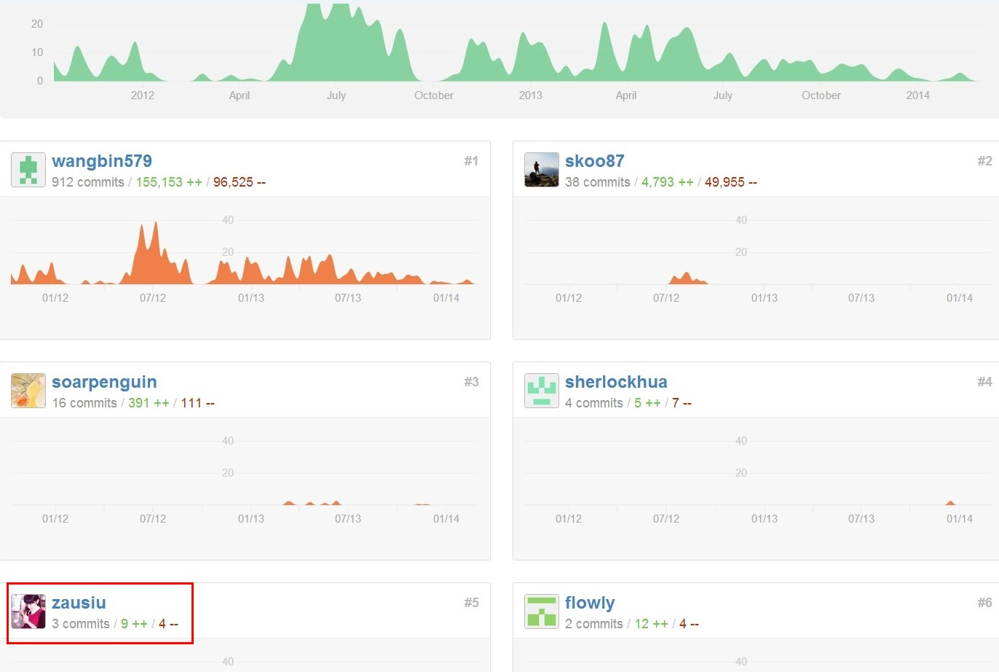 20
10
0
2012 April July October 2013 April July October 2014
wangbin579 #1
912 commits / 155,153 ++ / 96,525 --
40
20
01/12 07/12 01/13 07/13 01/14
skoo87 #2
38 commits / 4,793 ++ / 49,955 --
40
20
01/12 07/12 01/13 07/13 01/14
soarpenguin #3
16 commits / 391 ++ / 111 --
40
20
01/12 07/12 01/13 07/13 01/14
sherlockhua #4
4 commits / 5 ++ / 7 --
40
20
01/12 07/12 01/13 07/13 01/14
zausiu #5
3 commits / 9 ++ / 4 --
40
flowly #6
2 commits / 12 ++ / 4 --
40